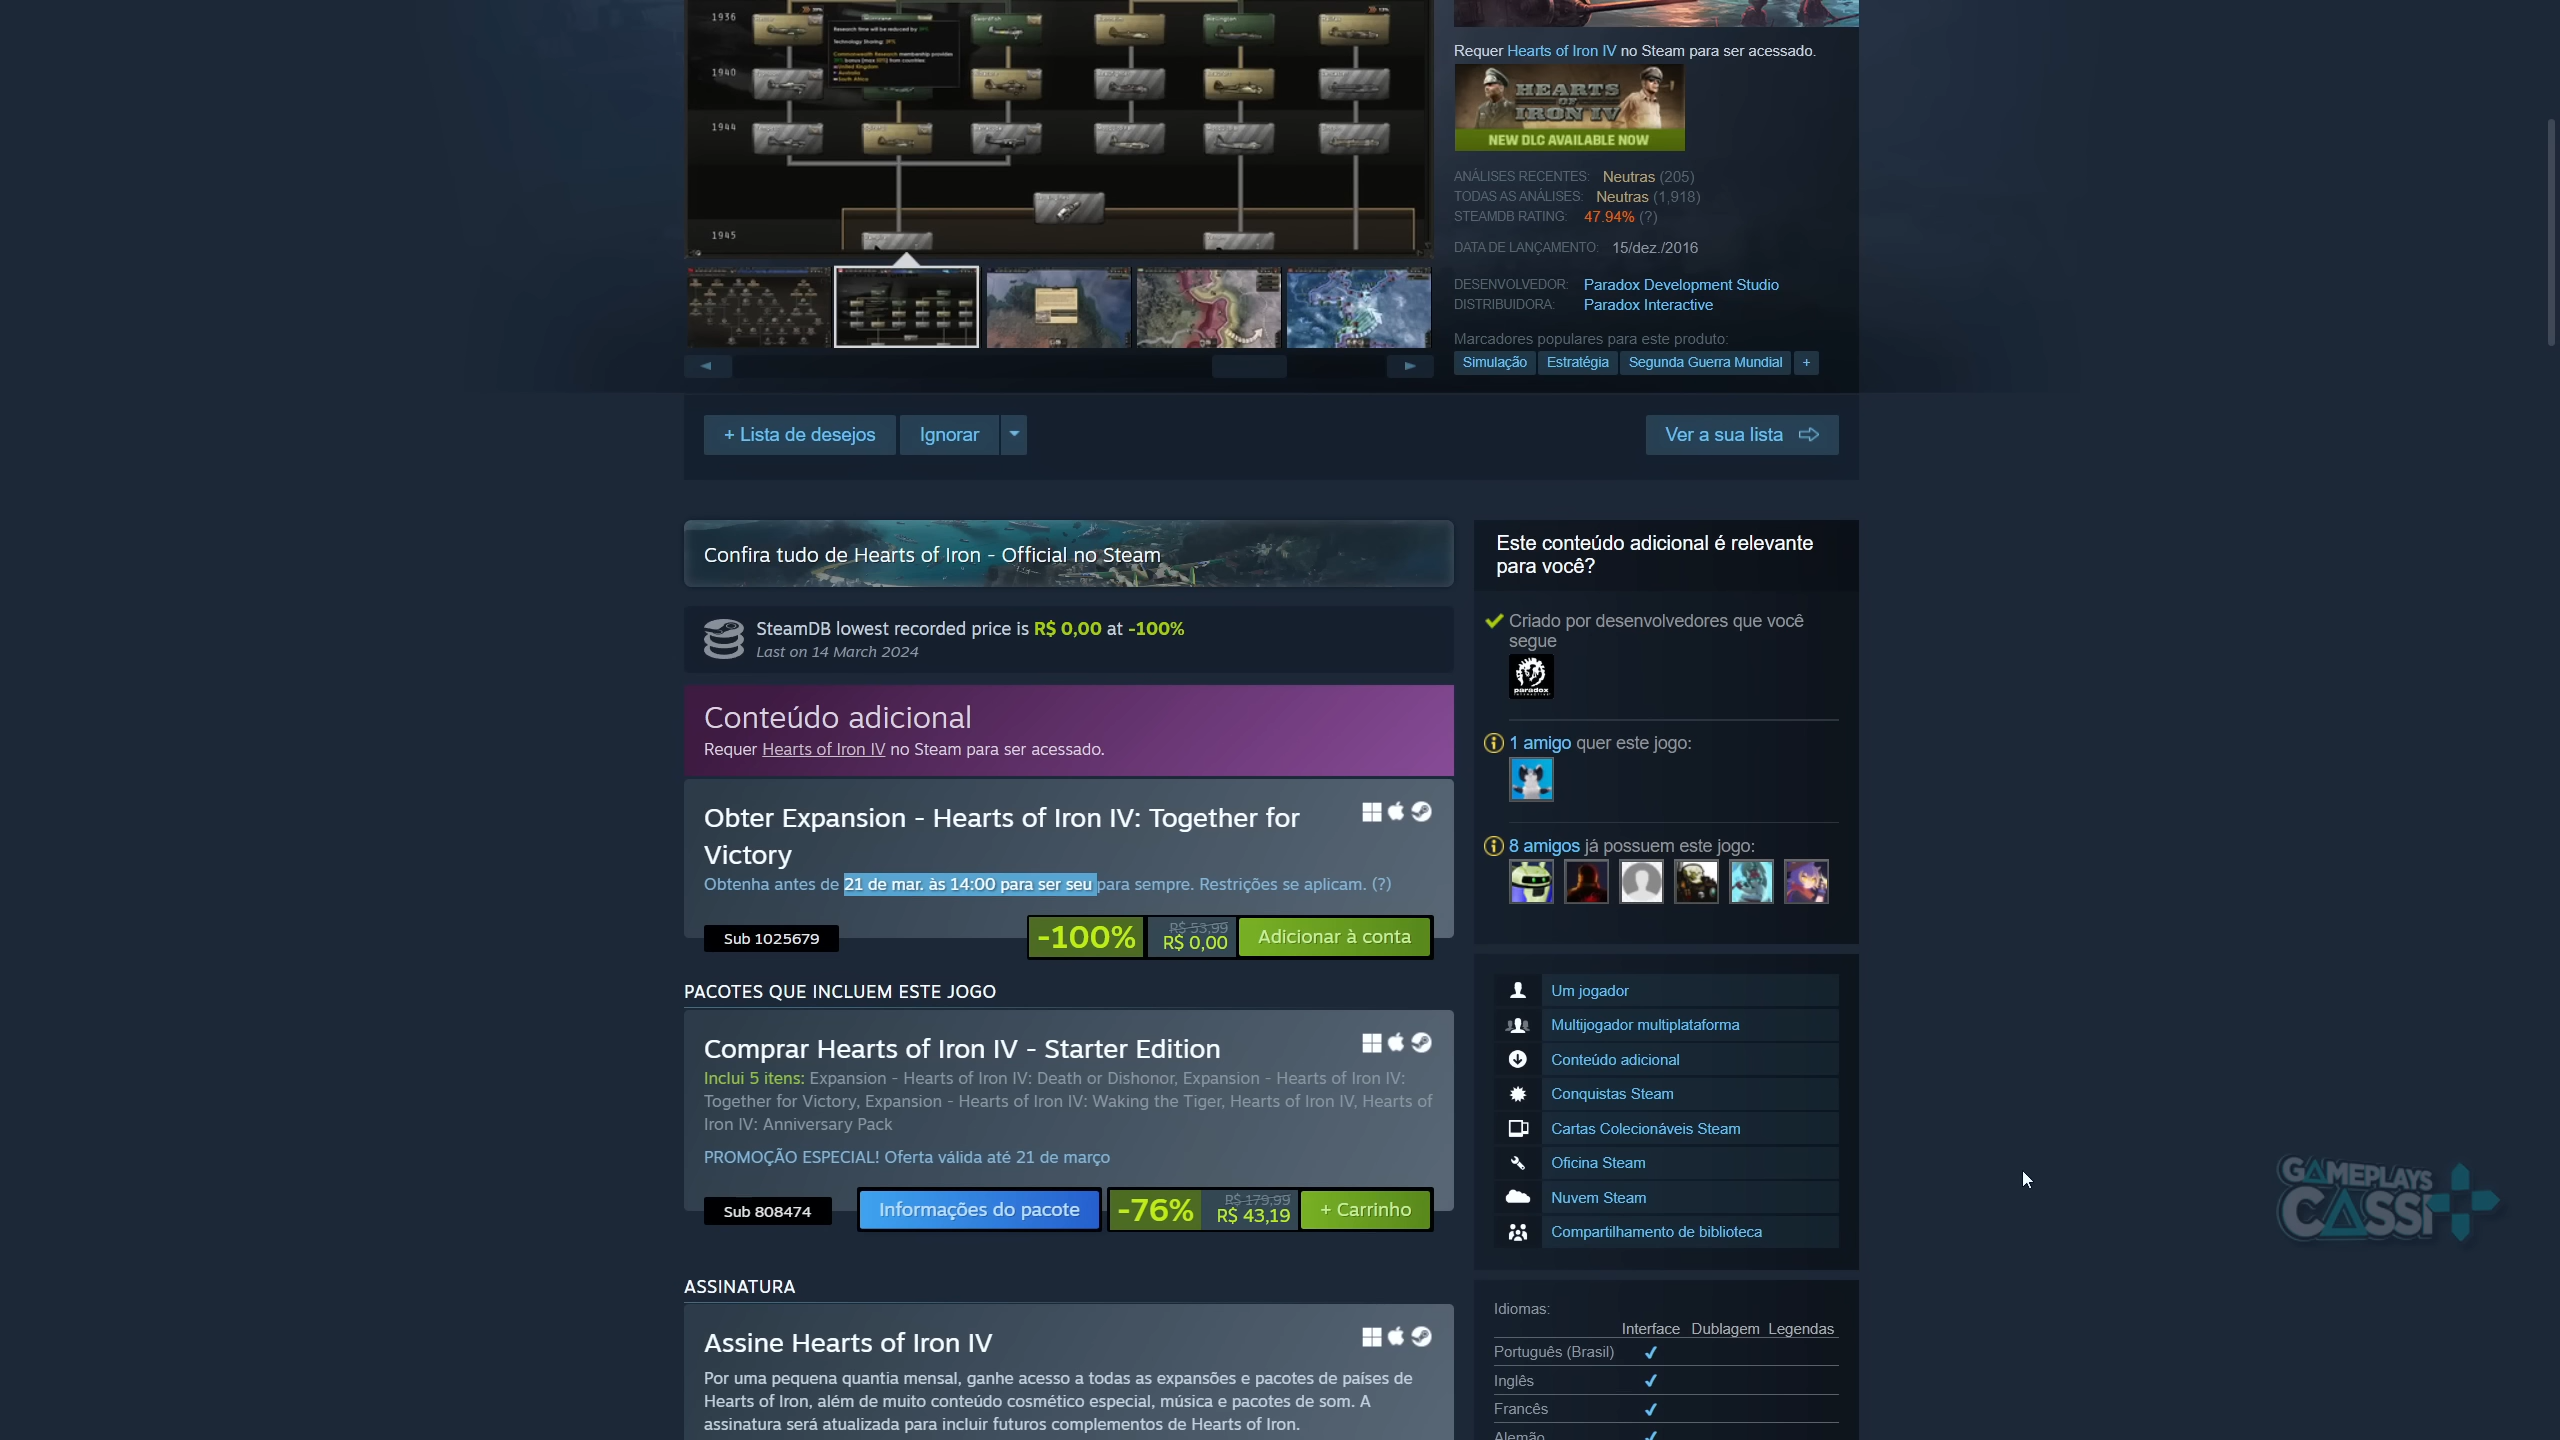 1936
1940
1944
1945
Research time will be reduced by
Technology Sharing:
Requer Hearts of Iron IV no Steam para ser acessado.
HEARTS
OF
IRON IV
NEW DLC AVAILABLE NOW
ANÁLISES RECENTES: Neutras (205)
TODAS AS ANÁLISES: Neutras (1,918)
STEAMDB RATING: 47.94% (?)
DATA DE LANÇAMENTO: 15/dez./2016
DESENVOLVEDOR: Paradox Development Studio
DISTRIBUIDORA: Paradox Interactive
Marcadores populares para este produto:
Simulação Estratégia Segunda Guerra Mundial +
+ Lista de desejos Ignorar Ver a sua lista
Confira tudo de Hearts of Iron - Official no Steam
SteamDB lowest recorded price is R$ 0,00 at -100%
Last on 14 March 2024
Conteúdo adicional
Requer Hearts of Iron IV no Steam para ser acessado.
Obter Expansion - Hearts of Iron IV: Together for
Victory
Obtenha antes de 21 de mar. às 14:00 para ser seu para sempre. Restrições se aplicam. (?)
Sub 1025679
-100% R$ 53,99
R$ 0,00
Adicionar à conta
PACOTES QUE INCLUEM ESTE JOGO
Comprar Hearts of Iron IV - Starter Edition
Inclui 5 itens: Expansion - Hearts of Iron IV: Death or Dishonor, Expansion - Hearts of Iron IV:
Together for Victory, Expansion - Hearts of Iron IV: Waking the Tiger, Hearts of Iron IV, Hearts of
Iron IV: Anniversary Pack
PROMOÇÃO ESPECIAL! Oferta válida até 21 de março
Sub 808474
Informações do pacote
-76% R$ 179,99
R$ 43,19
+ Carrinho
ASSINATURA
Assine Hearts of Iron IV
Por uma pequena quantia mensal, ganhe acesso a todas as expansões e pacotes de países de
Hearts of Iron, além de muito conteúdo cosmético especial, música e pacotes de som. A
assinatura será atualizada para incluir futuros complementos de Hearts of Iron.
Este conteúdo adicional é relevante
para você?
Criado por desenvolvedores que você
segue
paradox
1 amigo quer este jogo:
8 amigos já possuem este jogo:
Um jogador
Multijogador multiplataforma
Conteúdo adicional
Conquistas Steam
Cartas Colecionáveis Steam
Oficina Steam
Nuvem Steam
Compartilhamento de biblioteca
Idiomas:
Interface Dublagem Legendas
Português (Brasil)
Inglês
Francês
Alemão
GAMEPLAYS
CASSI